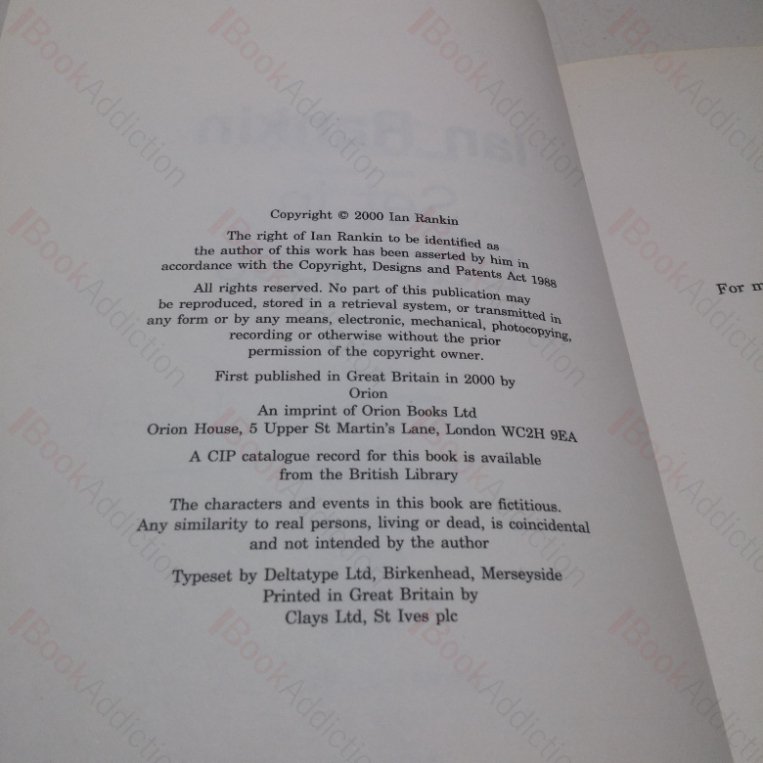 Copyright © 2000 Ian Rankin
The right of Ian Rankin to be identified as
the author of this work has been asserted by him in
accordance with the Copyright, Designs and Patents Act 1988
All rights reserved. No part of this publication may
be reproduced, stored in a retrieval system, or transmitted in
any form or by any means, electronic, mechanical, photocopying,
recording or otherwise without the prior
permission of the copyright owner.
First published in Great Britain in 2000 by
Orion
An imprint of Orion Books Ltd
Orion House, 5 Upper St Martin's Lane, London WC2H 9EA
A CIP catalogue record for this book is available
from the British Library
The characters and events in this book are fictitious.
Any similarity to real persons, living or dead, is coincidental
and not intended by the author
Typeset by Deltatype Ltd, Birkenhead, Merseyside
Printed in Great Britain by
Clays Ltd, St Ives plc
For
BookAddiction